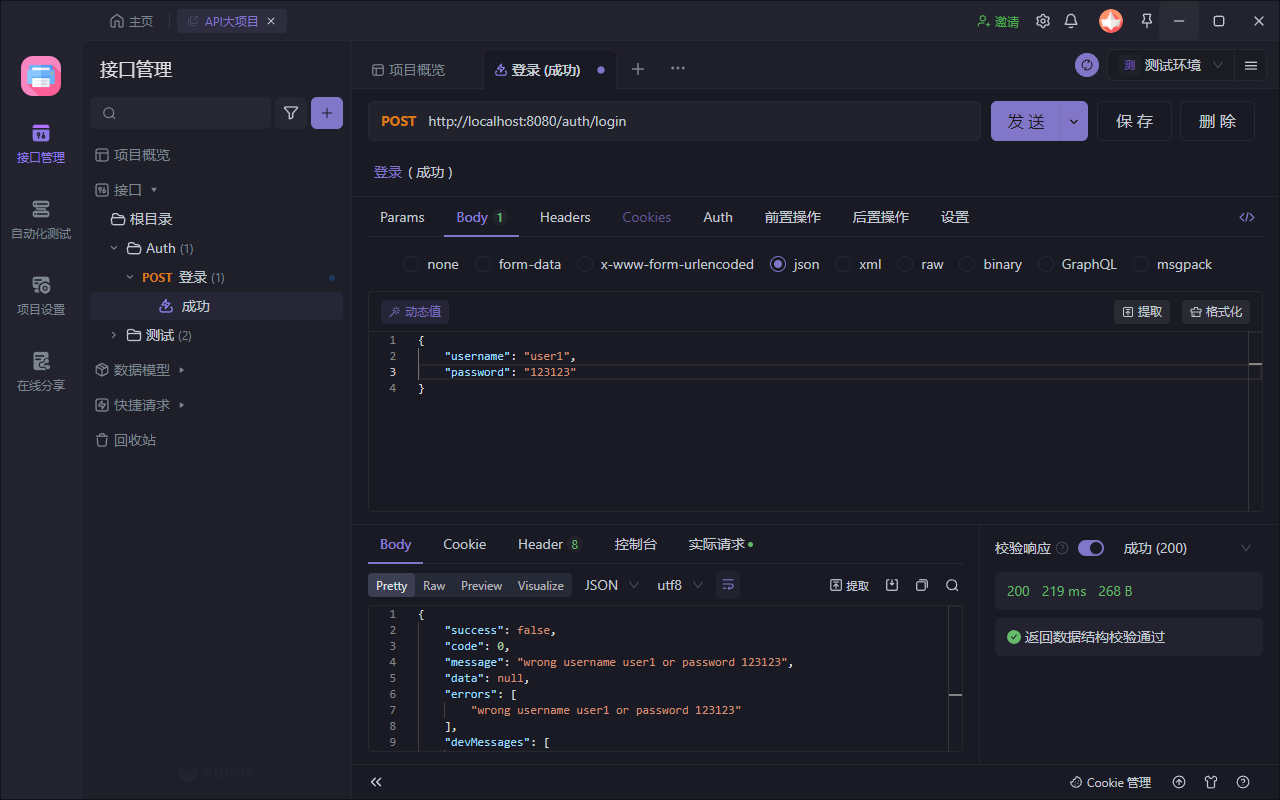 主页
API大项目
邀请
接口管理
接口管理
自动化测试
项目设置
在线分享
项目概览
接口
根目录
Auth (1)
POST 登录 (1)
成功
测试 (2)
数据模型
快捷请求
回收站
Apifox
项目概览
登录 (成功)
测 测试环境
POST http://localhost:8080/auth/login
发 送
保 存
删 除
登录 ( 成功 )
Params Body 1 Headers Cookies Auth 前置操作 后置操作 设置
none form-data x-www-form-urlencoded json xml raw binary GraphQL msgpack
动态值
提取
格式化
1 {
2 "username": "user1",
3 "password": "123123"
4 }
Body Cookie Header 8 控制台 实际请求
Pretty Raw Preview Visualize JSON utf8
提取
1 {
2 "success": false,
3 "code": 0,
4 "message": "wrong username user1 or password 123123",
5 "data": null,
6 "errors": [
7 "wrong username user1 or password 123123"
8 ],
9 "devMessages": [
校验响应 成功 (200)
200 219 ms 268 B
返回数据结构校验通过
Cookie 管理